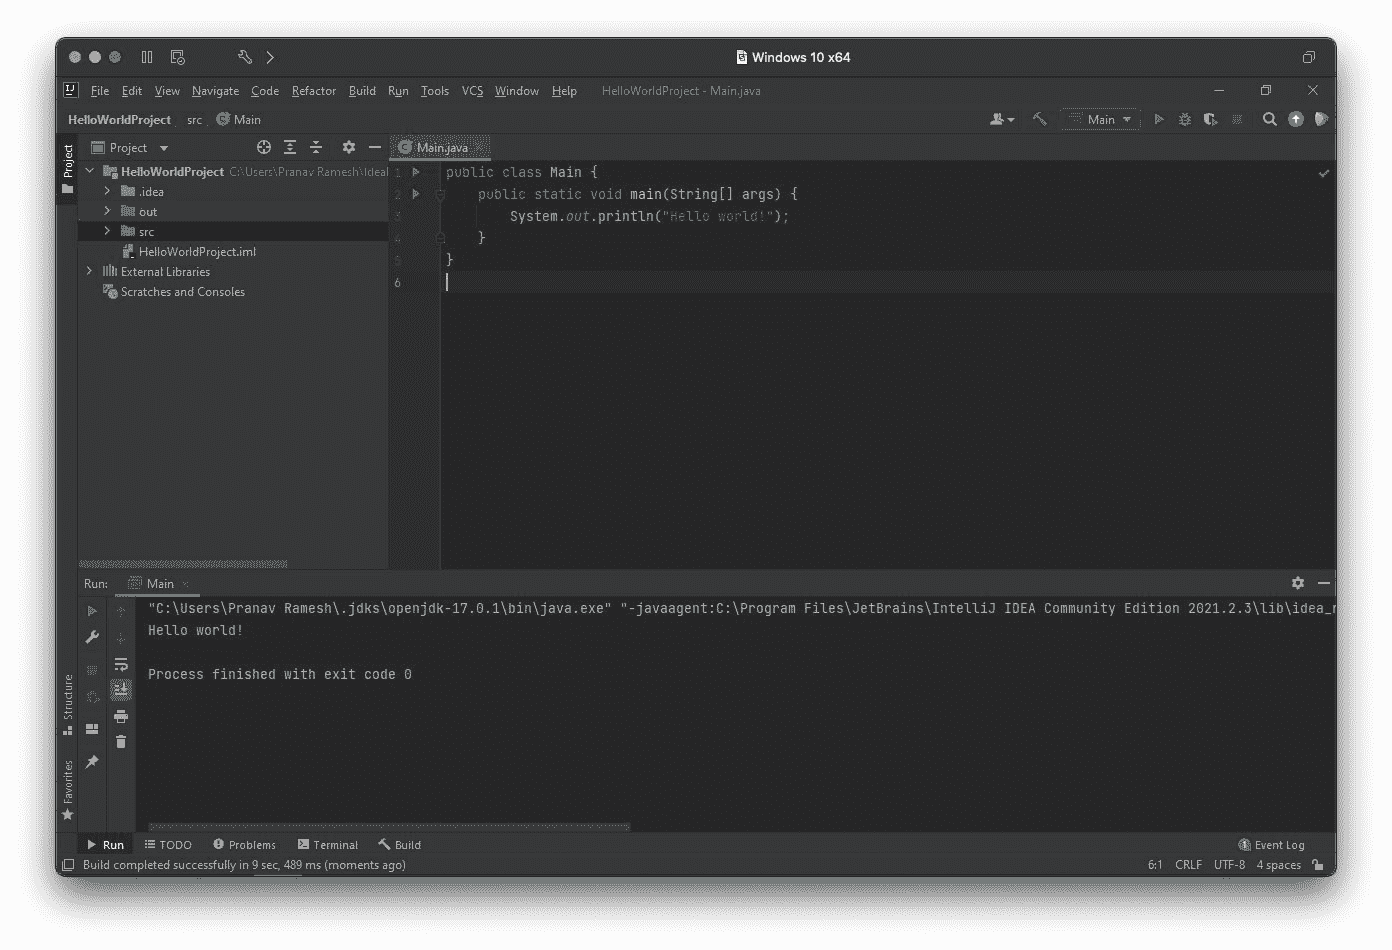 Windows 10 x64
File Edit View Navigate Code Refactor Build Run Tools VCS Window Help HelloWorldProject - Main.java
HelloWorldProject src Main
Main
Project
Project
Main.java
HelloWorldProject C:\Users\Pranav Ramesh\Ideal
.idea
out
src
HelloWorldProject.iml
External Libraries
Scratches and Consoles
1 public class Main {
2 public static void main(String[] args) {
3 System.out.println("Hello world!");
4 }
5 }
6
Run: Main
"C:\Users\Pranav Ramesh\.jdks\openjdk-17.0.1\bin\java.exe" "-javaagent:C:\Program Files\JetBrains\IntelliJ IDEA Community Edition 2021.2.3\lib\idea_r
Hello world!
Process finished with exit code 0
Structure
Favorites
Run TODO Problems Terminal Build Event Log
Build completed successfully in 9 sec, 489 ms (moments ago) 6:1 CRLF UTF-8 4 spaces